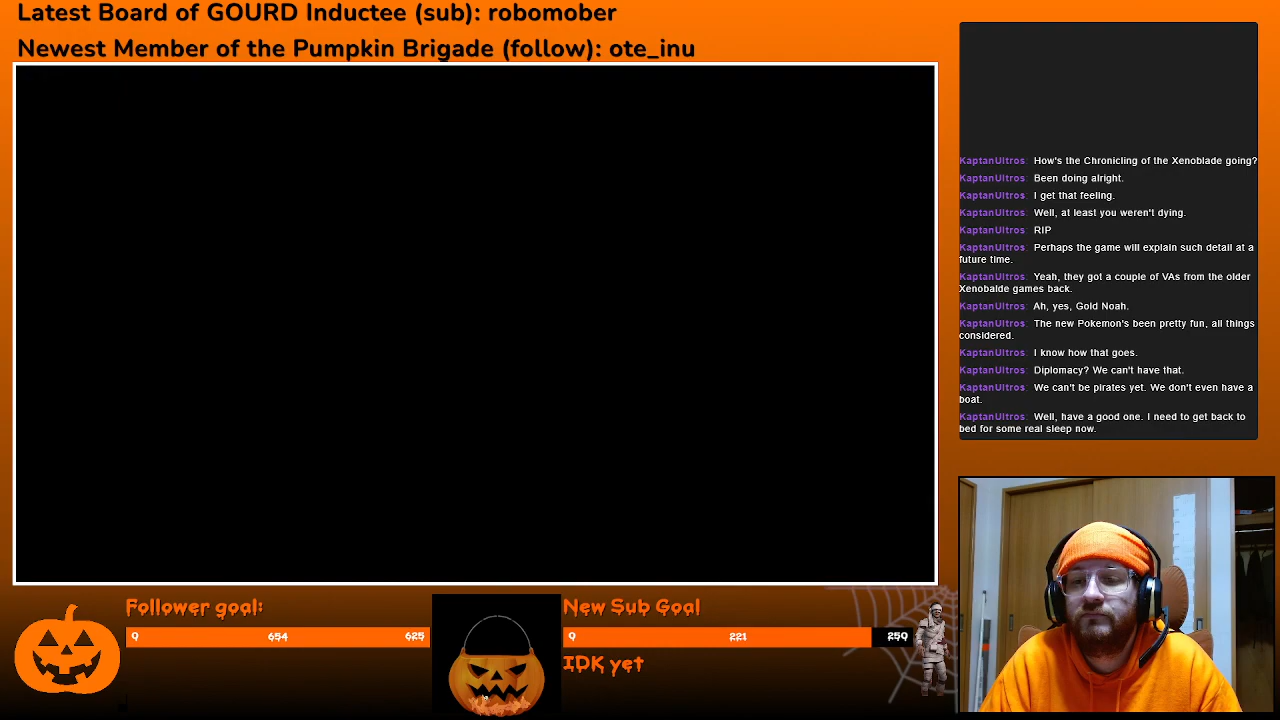 Latest Board of GOURD Inductee (sub): robomober
Newest Member of the Pumpkin Brigade (follow): ote_inu
KaptanUltros: How's the Chronicling of the Xenoblade going?
KaptanUltros: Been doing alright.
KaptanUltros: I get that feeling.
KaptanUltros: Well, at least you weren't dying.
KaptanUltros: RIP
KaptanUltros: Perhaps the game will explain such detail at a
future time.
KaptanUltros: Yeah, they got a couple of VAs from the older
Xenobalde games back.
KaptanUltros: Ah, yes, Gold Noah.
KaptanUltros: The new Pokemon's been pretty fun, all things
considered.
KaptanUltros: I know how that goes.
KaptanUltros: Diplomacy? We can't have that.
KaptanUltros: We can't be pirates yet. We don't even have a
boat.
KaptanUltros: Well, have a good one. I need to get back to
bed for some real sleep now.
Follower goal:
0 654 625
New Sub Goal
0 221 250
IDK yet